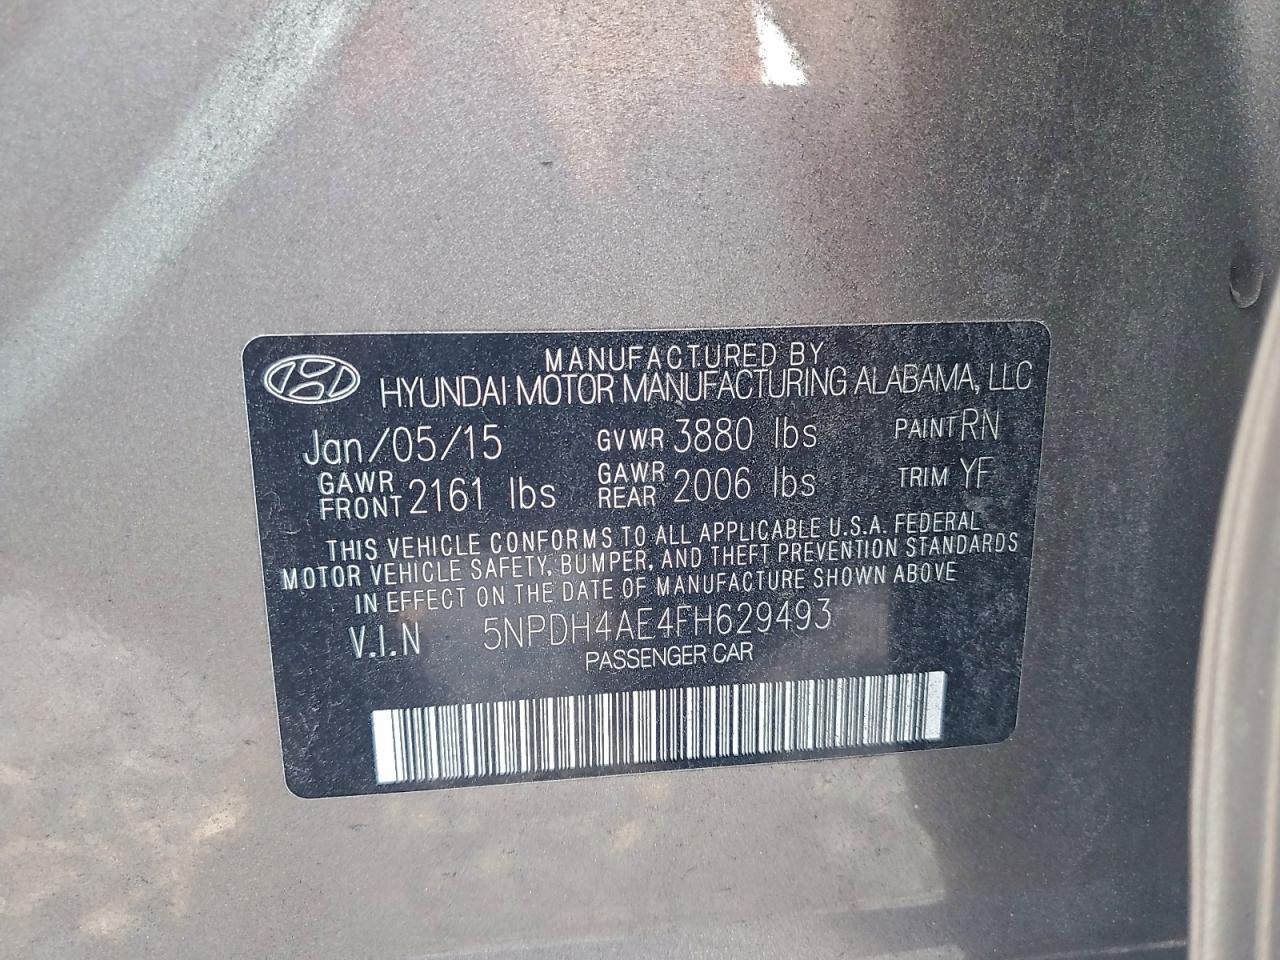 MANUFACTURED BY
HYUNDAI MOTOR MANUFACTURING ALABAMA, LLC
Jan/05/15 GVWR 3880 lbs PAINT RN
GAWR FRONT 2161 lbs GAWR REAR 2006 lbs TRIM YF
THIS VEHICLE CONFORMS TO ALL APPLICABLE U.S.A. FEDERAL
MOTOR VEHICLE SAFETY, BUMPER, AND THEFT PREVENTION STANDARDS
IN EFFECT ON THE DATE OF MANUFACTURE SHOWN ABOVE
V.I.N 5NPDH4AE4FH629493
PASSENGER CAR